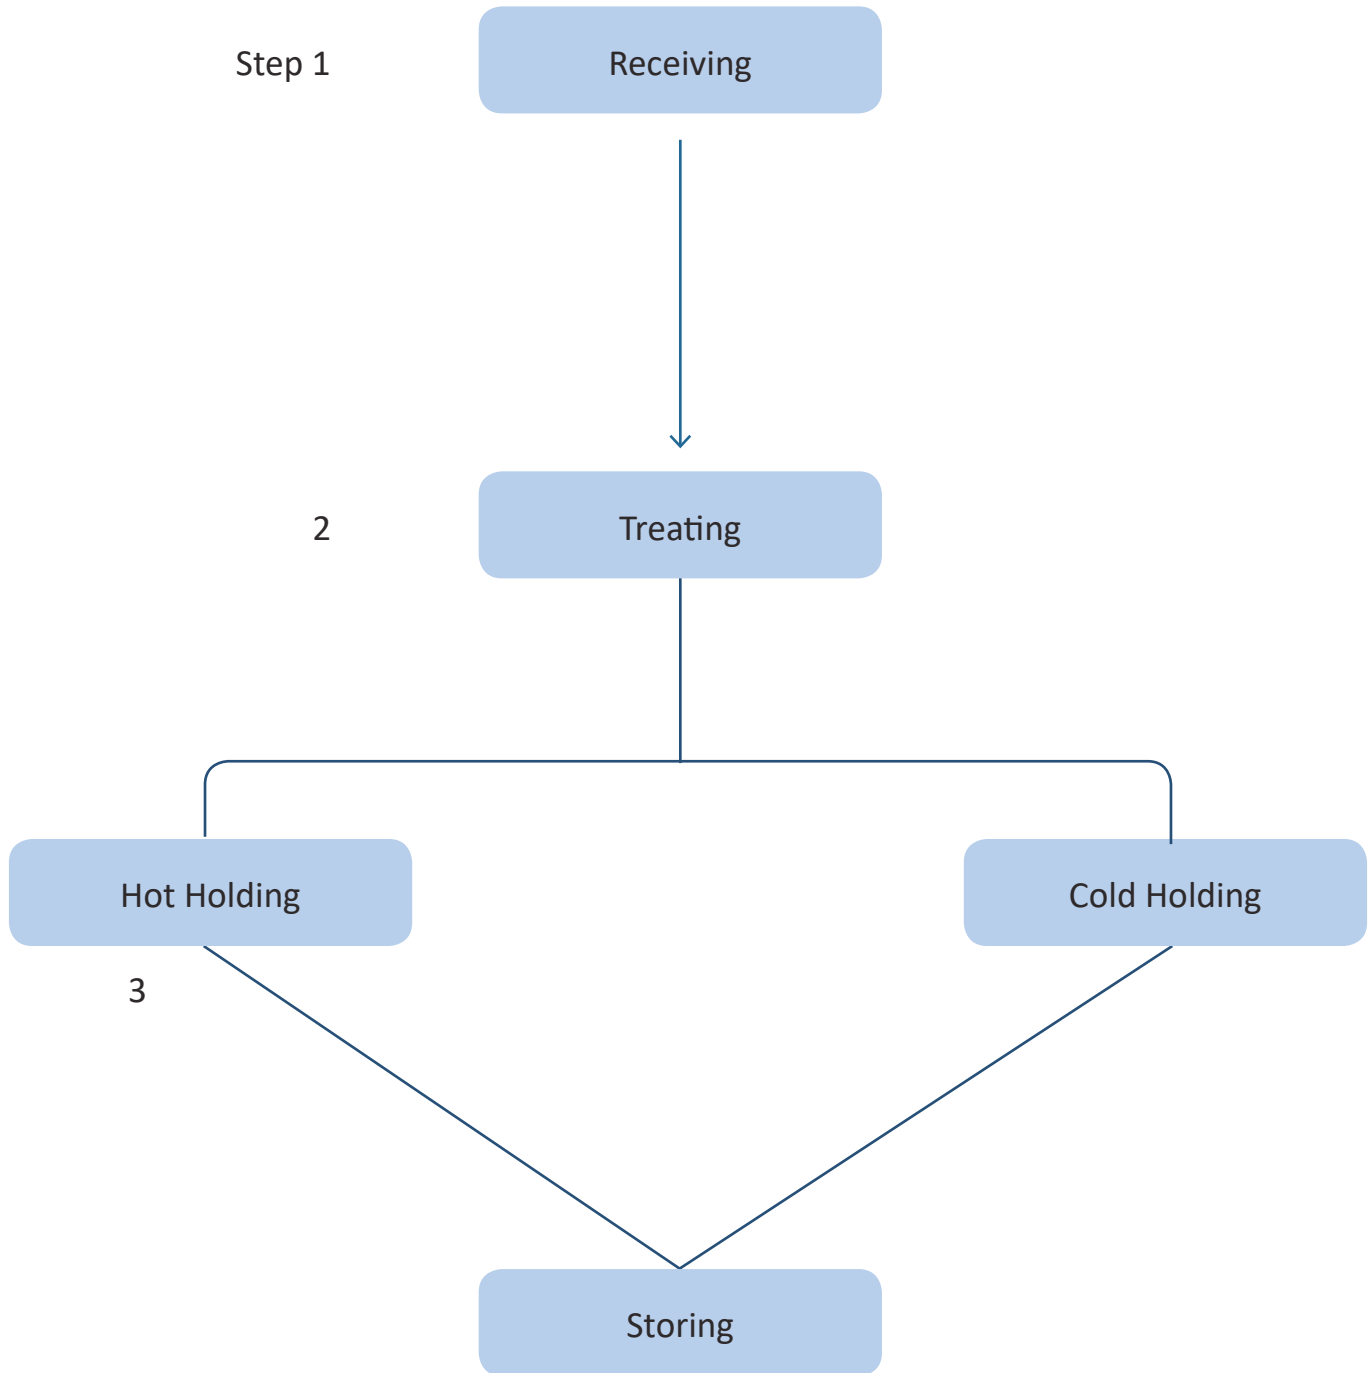 Step 1
Receiving
2
Treating
Hot Holding
Cold Holding
3
Storing